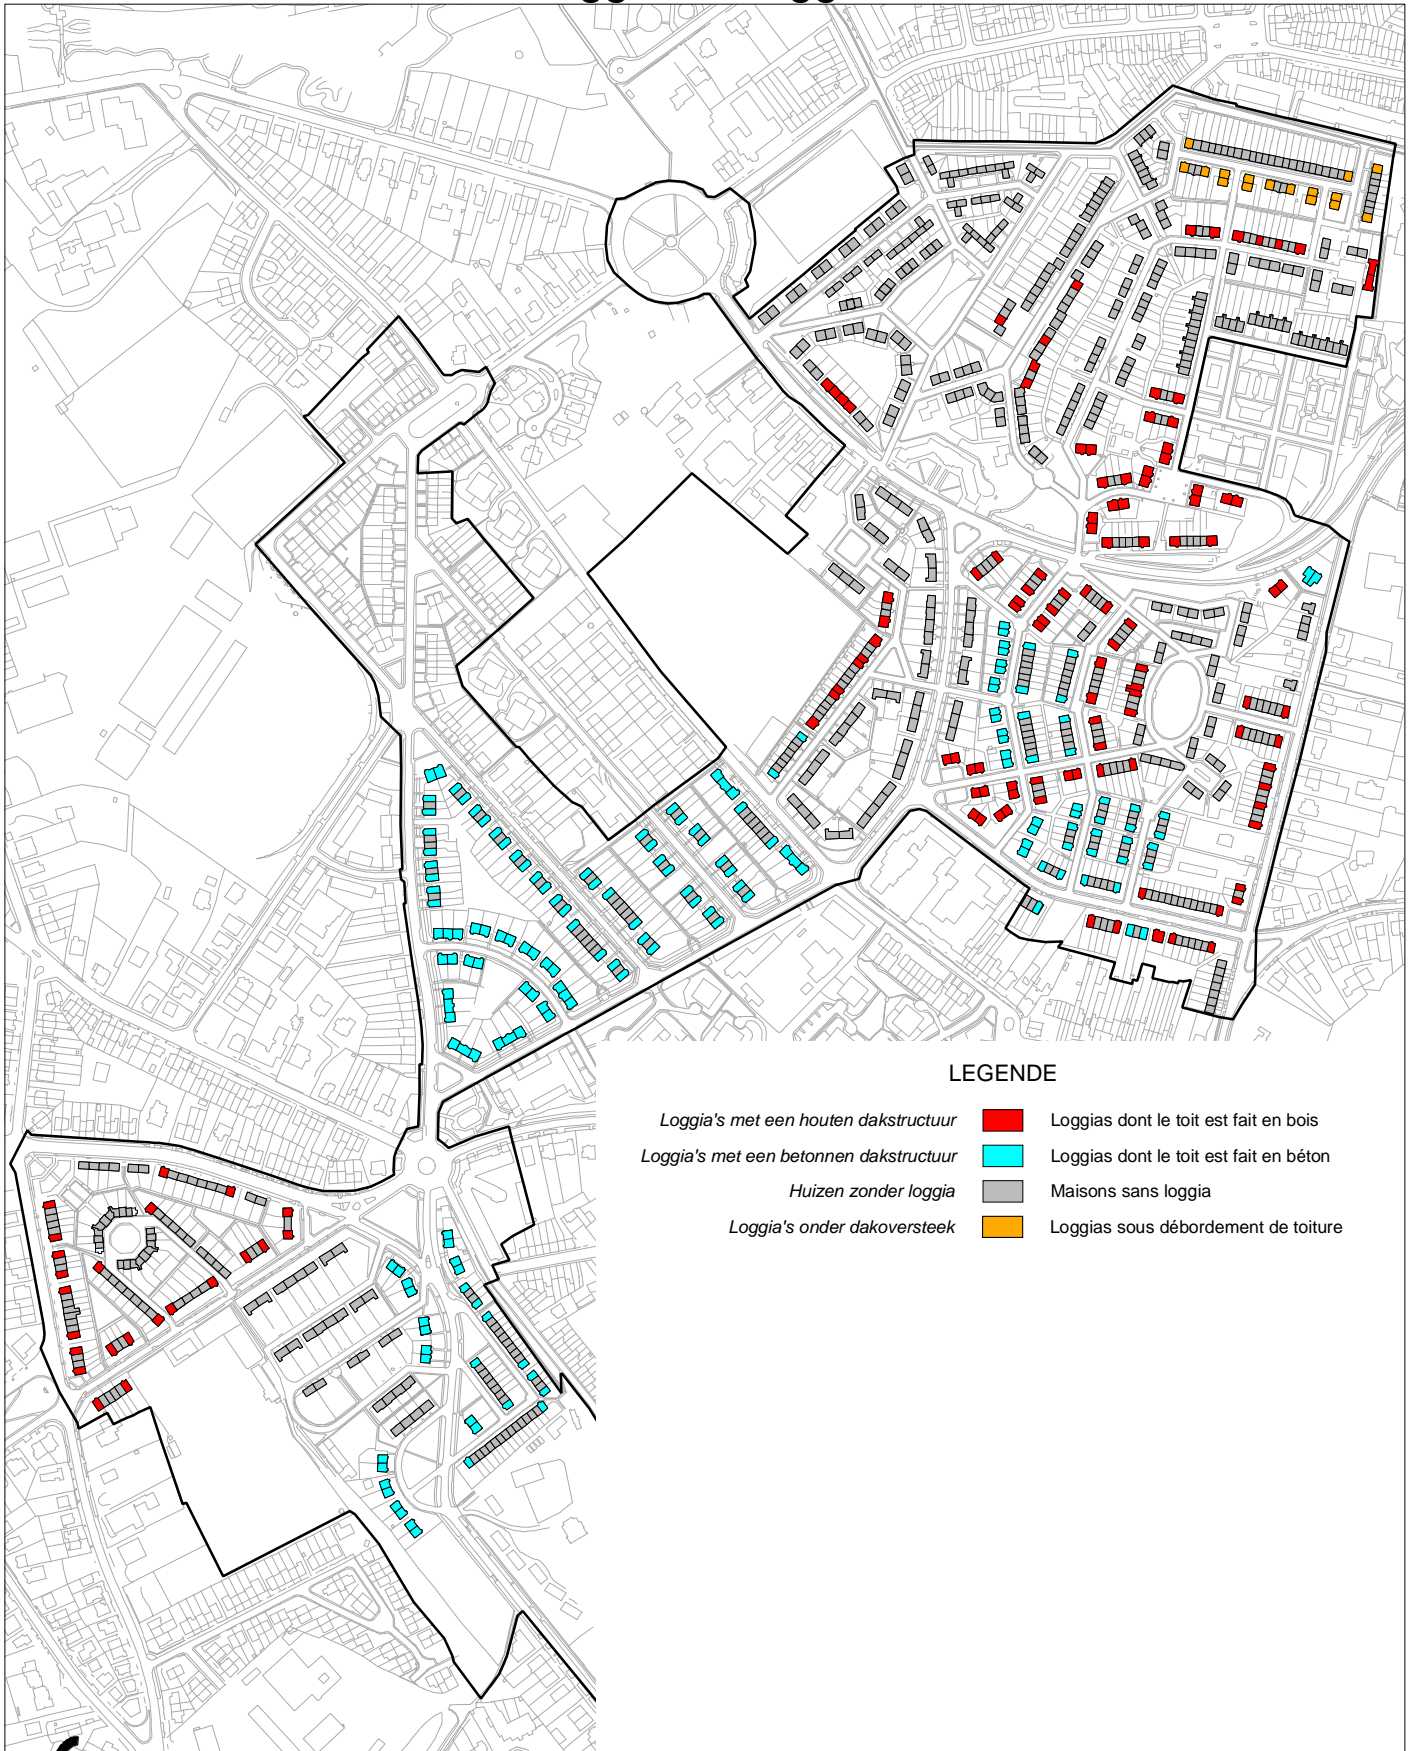 LEGENDE
Loggia's met een houten dakstructuur Loggias dont le toit est fait en bois
Loggia's met een betonnen dakstructuur Loggias dont le toit est fait en béton
Huizen zonder loggia Maisons sans loggia
Loggia's onder dakoversteek Loggias sous débordement de toiture